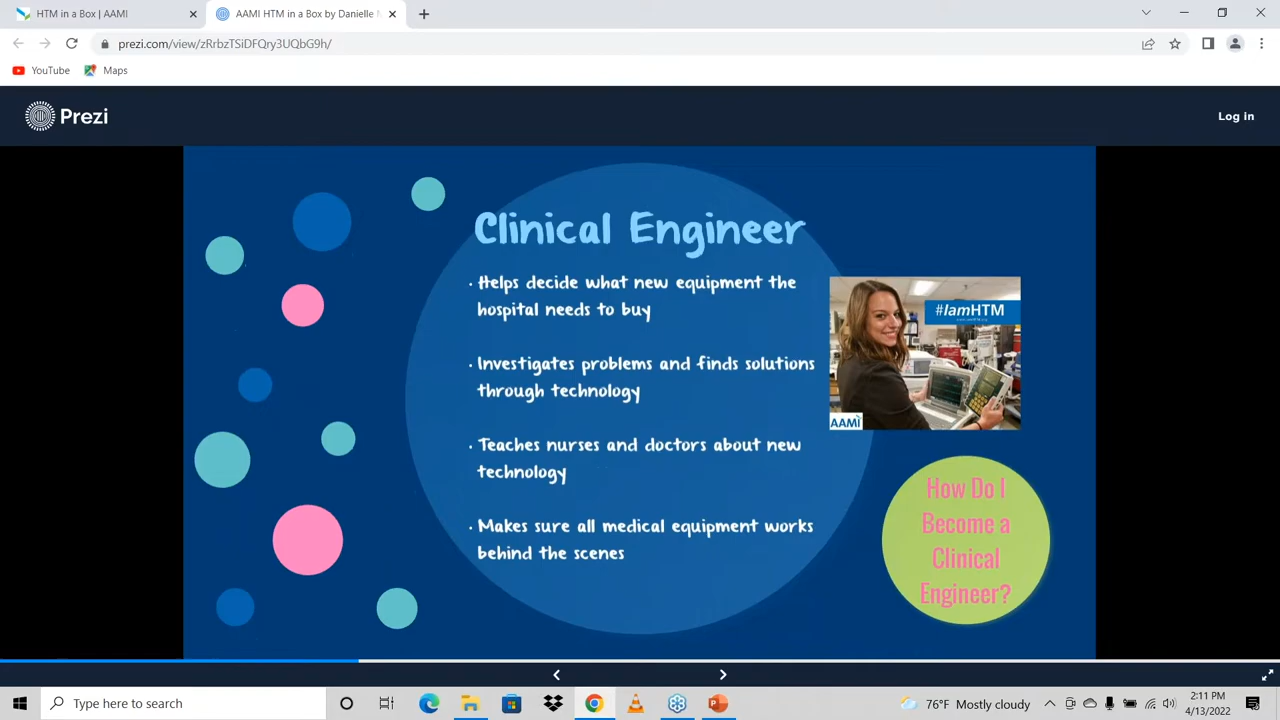 HTM in a Box | AAMI
AAMI HTM in a Box by Danielle
prezi.com/view/zRrbzTSiDFQry3UQbG9h/
YouTube
Maps
Prezi
Log in
Clinical Engineer
· Helps decide what new equipment the
hospital needs to buy
· Investigates problems and finds solutions
through technology
· Teaches nurses and doctors about new
technology
· Makes sure all medical equipment works
behind the scenes
#IamHTM
AAMI
How Do I
Become a
Clinical
Engineer?
Type here to search
76°F Mostly cloudy
2:11 PM
4/13/2022